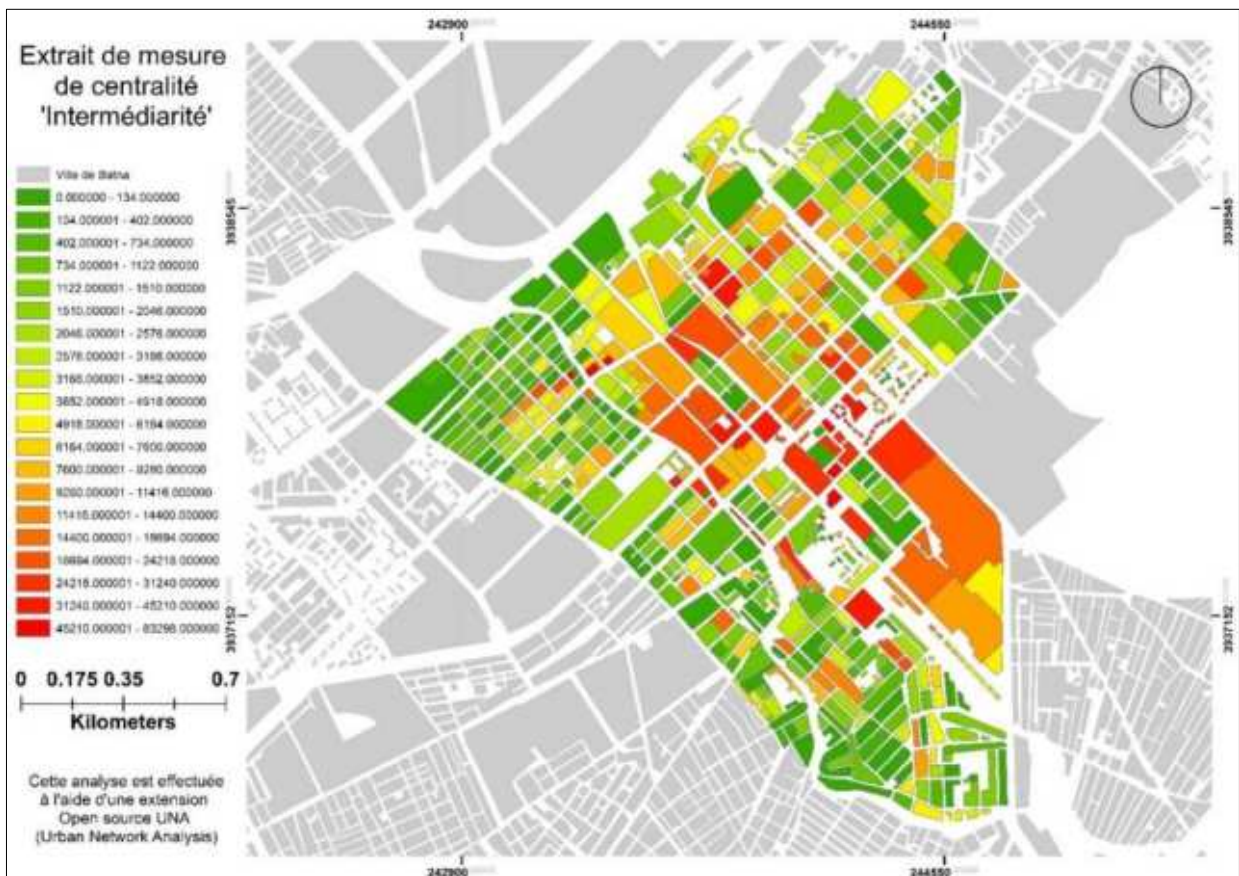 242900
244550
Extrait de mesure
de centralité
'Intermédiarité'
Ville de Batna
0.000000 - 134.000000
134.000001 - 402.000000
402.000001 - 734.000000
734.000001 - 1122.000000
1122.000001 - 1510.000000
1510.000001 - 2046.000000
2046.000001 - 2576.000000
2576.000001 - 3166.000000
3166.000001 - 3852.000000
3852.000001 - 4918.000000
4918.000001 - 6164.000000
6164.000001 - 7600.000000
7600.000001 - 9260.000000
9260.000001 - 11416.000000
11416.000001 - 14400.000000
14400.000001 - 18694.000000
18694.000001 - 24218.000000
24218.000001 - 31240.000000
31240.000001 - 45210.000000
45210.000001 - 83296.000000
3938545
3938545
3937152
3937152
0 0.175 0.35 0.7
Kilometers
Cette analyse est effectuée
à l'aide d'une extension
Open source UNA
(Urban Network Analysis)
242900
244550